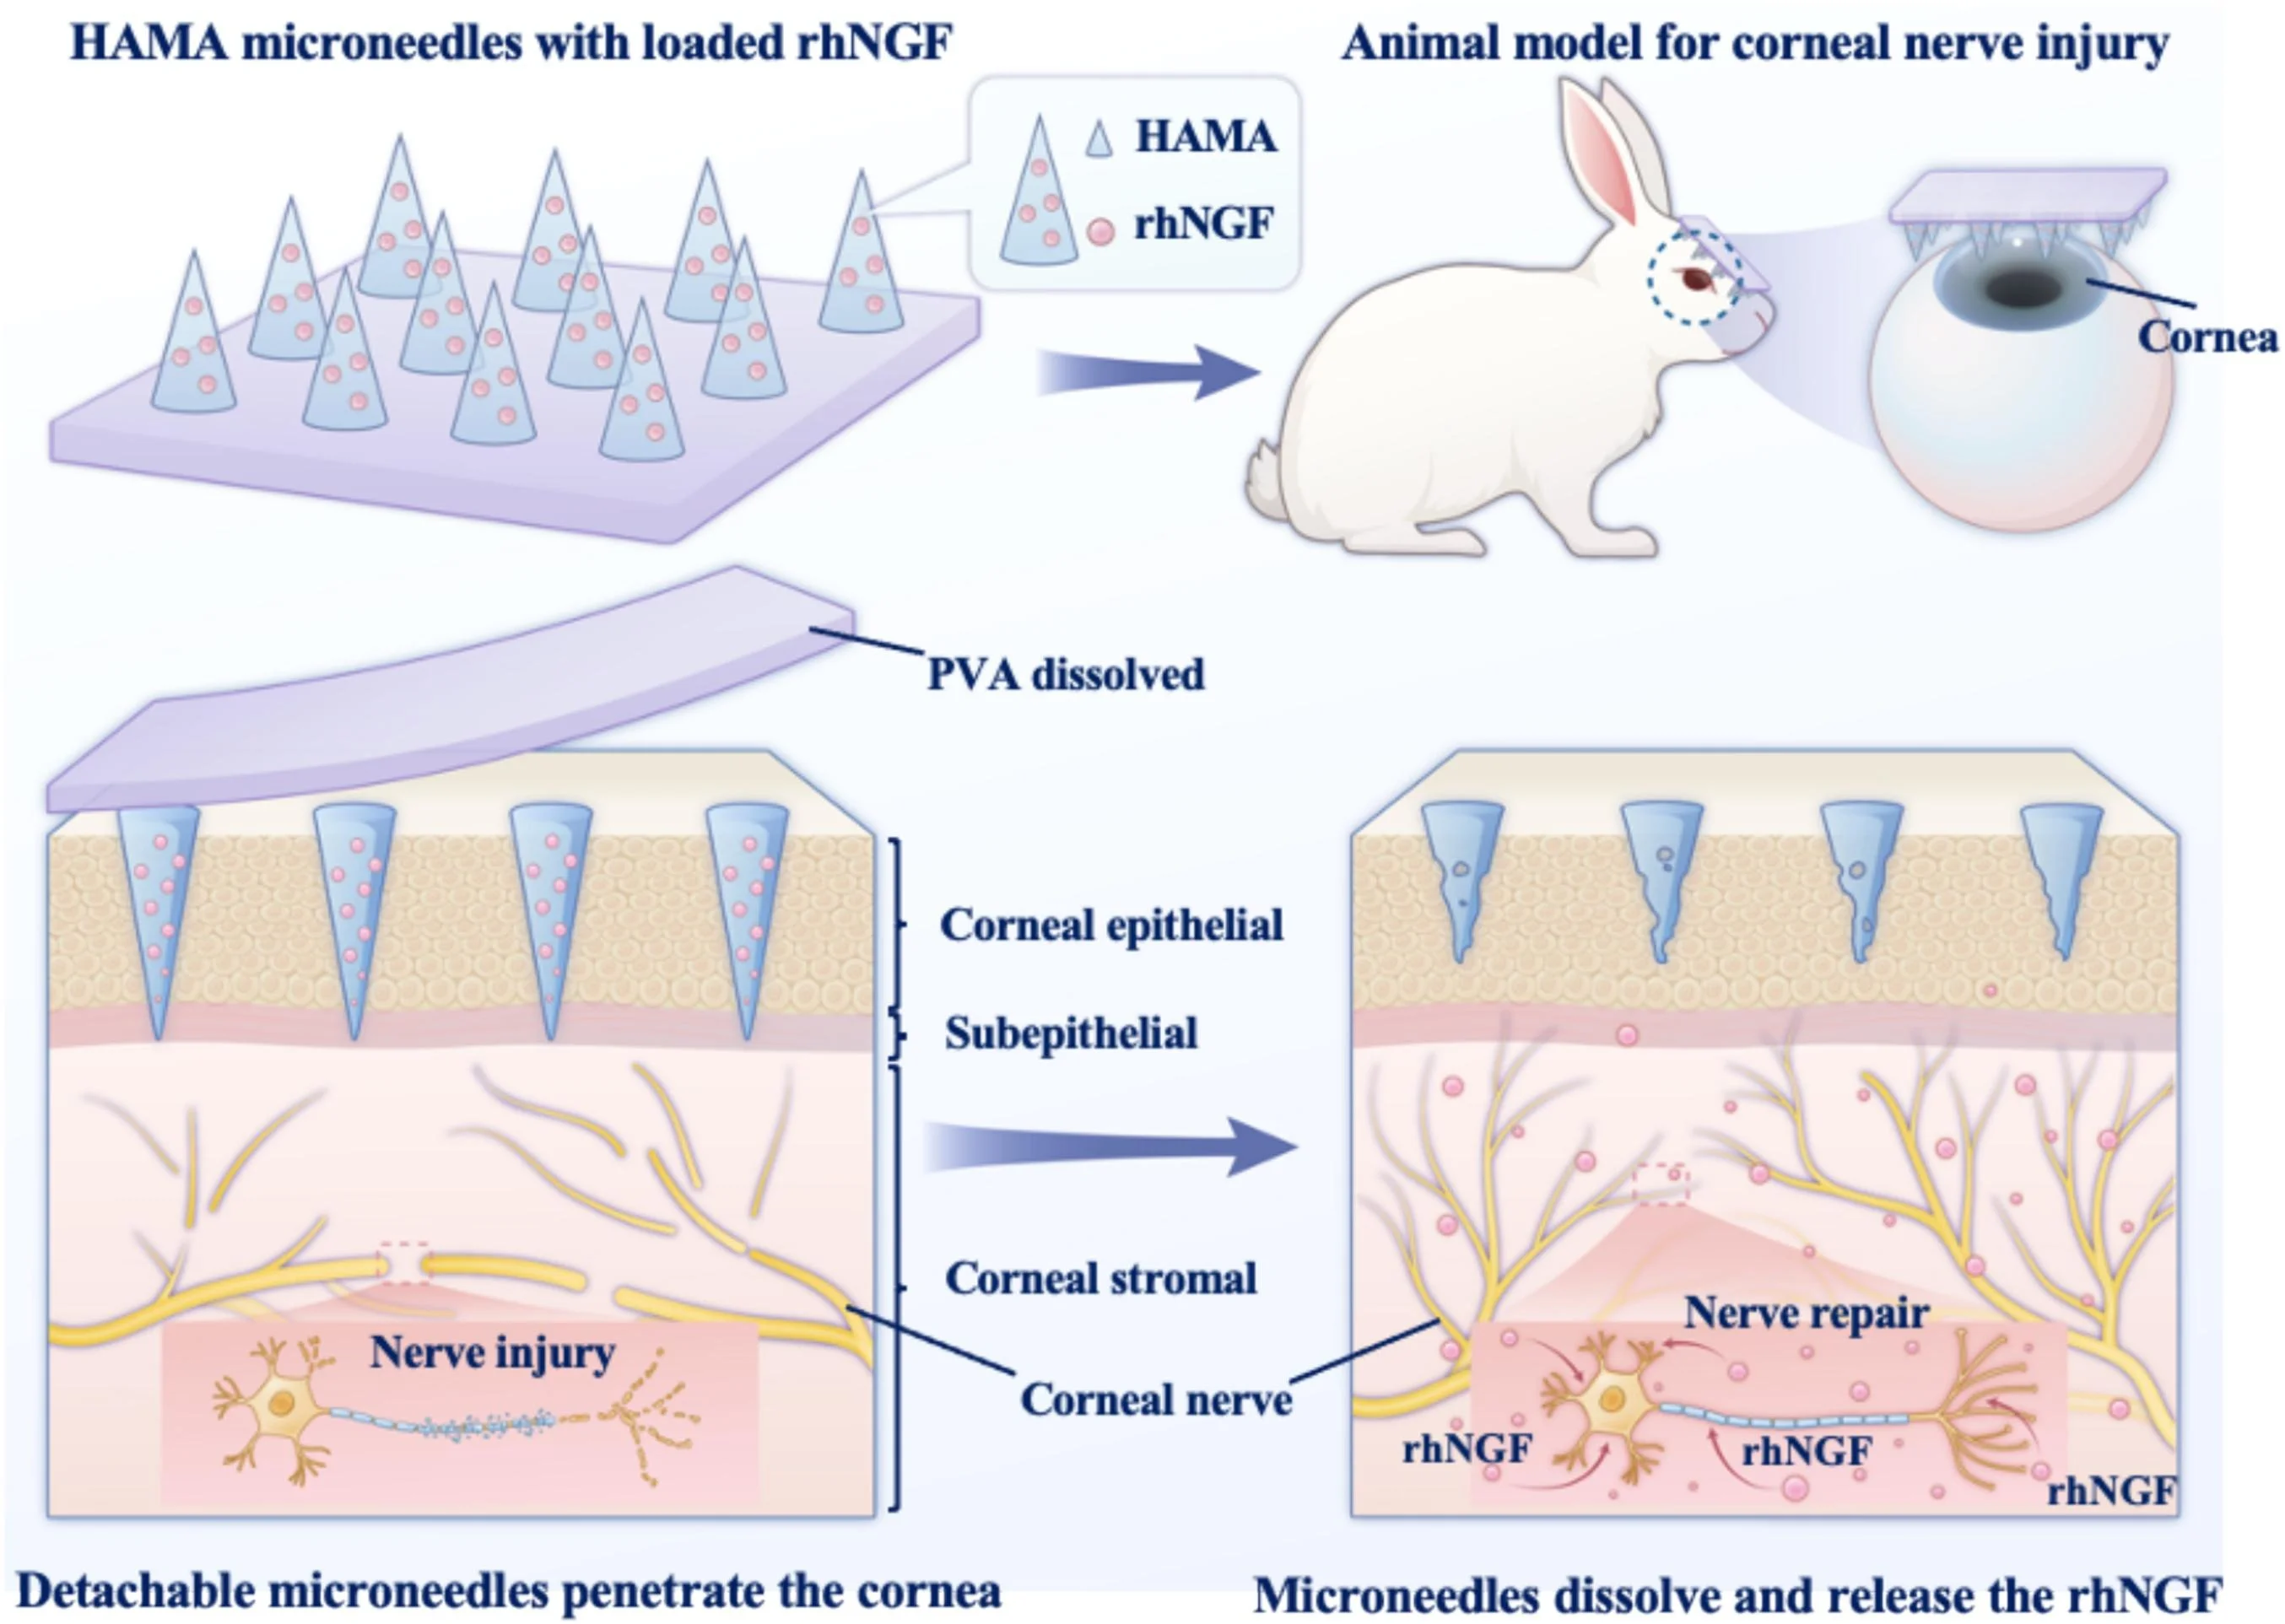 HAMA microneedles with loaded rhNGF
Animal model for corneal nerve injury
HAMA
rhNGF
Cornea
PVA dissolved
Corneal epithelial
Subepithelial
Corneal stromal
Nerve injury
Corneal nerve
Nerve repair
rhNGF
rhNGF
rhNGF
Detachable microneedles penetrate the cornea
Microneedles dissolve and release the rhNGF